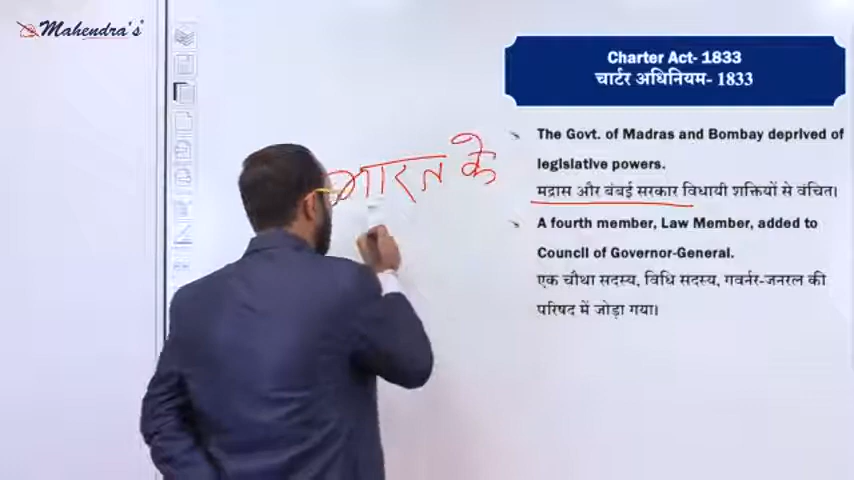 Mahendra's
भारत के
Charter Act- 1833
चार्टर अधिनियम- 1833
The Govt. of Madras and Bombay deprived of
legislative powers.
मद्रास और बंबई सरकार विधायी शक्तियों से वंचित।
A fourth member, Law Member, added to
Council of Governor-General.
एक चौथा सदस्य, विधि सदस्य, गवर्नर-जनरल की
परिषद में जोड़ा गया।